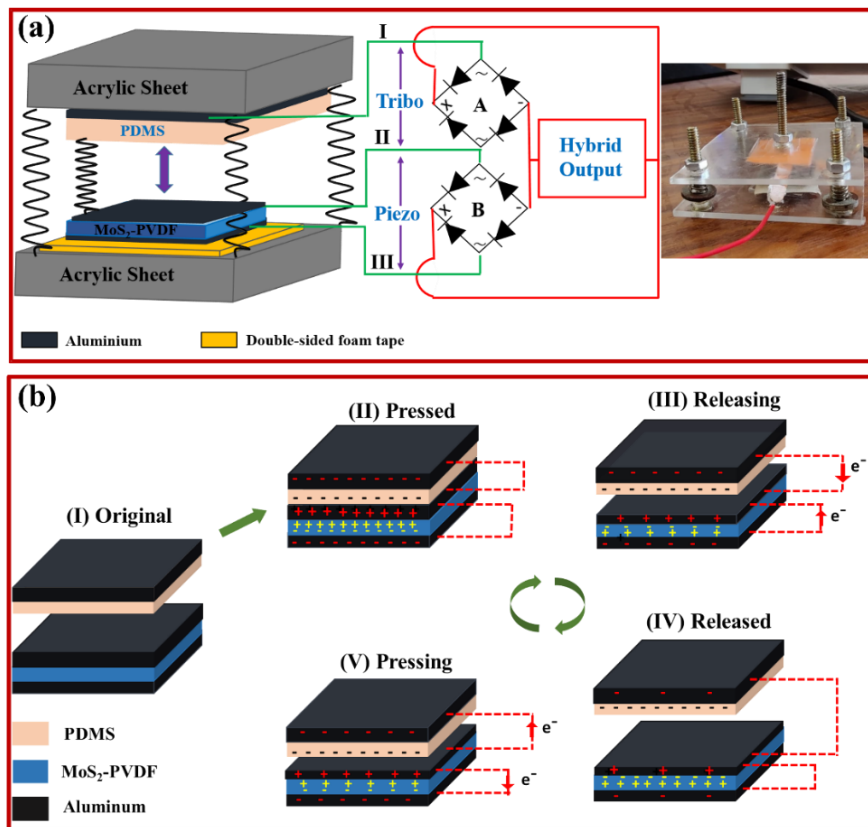 (a)
Acrylic Sheet
PDMS
MoS₂-PVDF
Acrylic Sheet
Aluminium
Double-sided foam tape
I
Tribo
II
Piezo
III
~
+
A
-
~
~
+
B
-
~
Hybrid
Output
(b)
(I) Original
(II) Pressed
(III) Releasing
e⁻
e⁻
(IV) Released
(V) Pressing
e⁻
e⁻
PDMS
MoS₂-PVDF
Aluminum